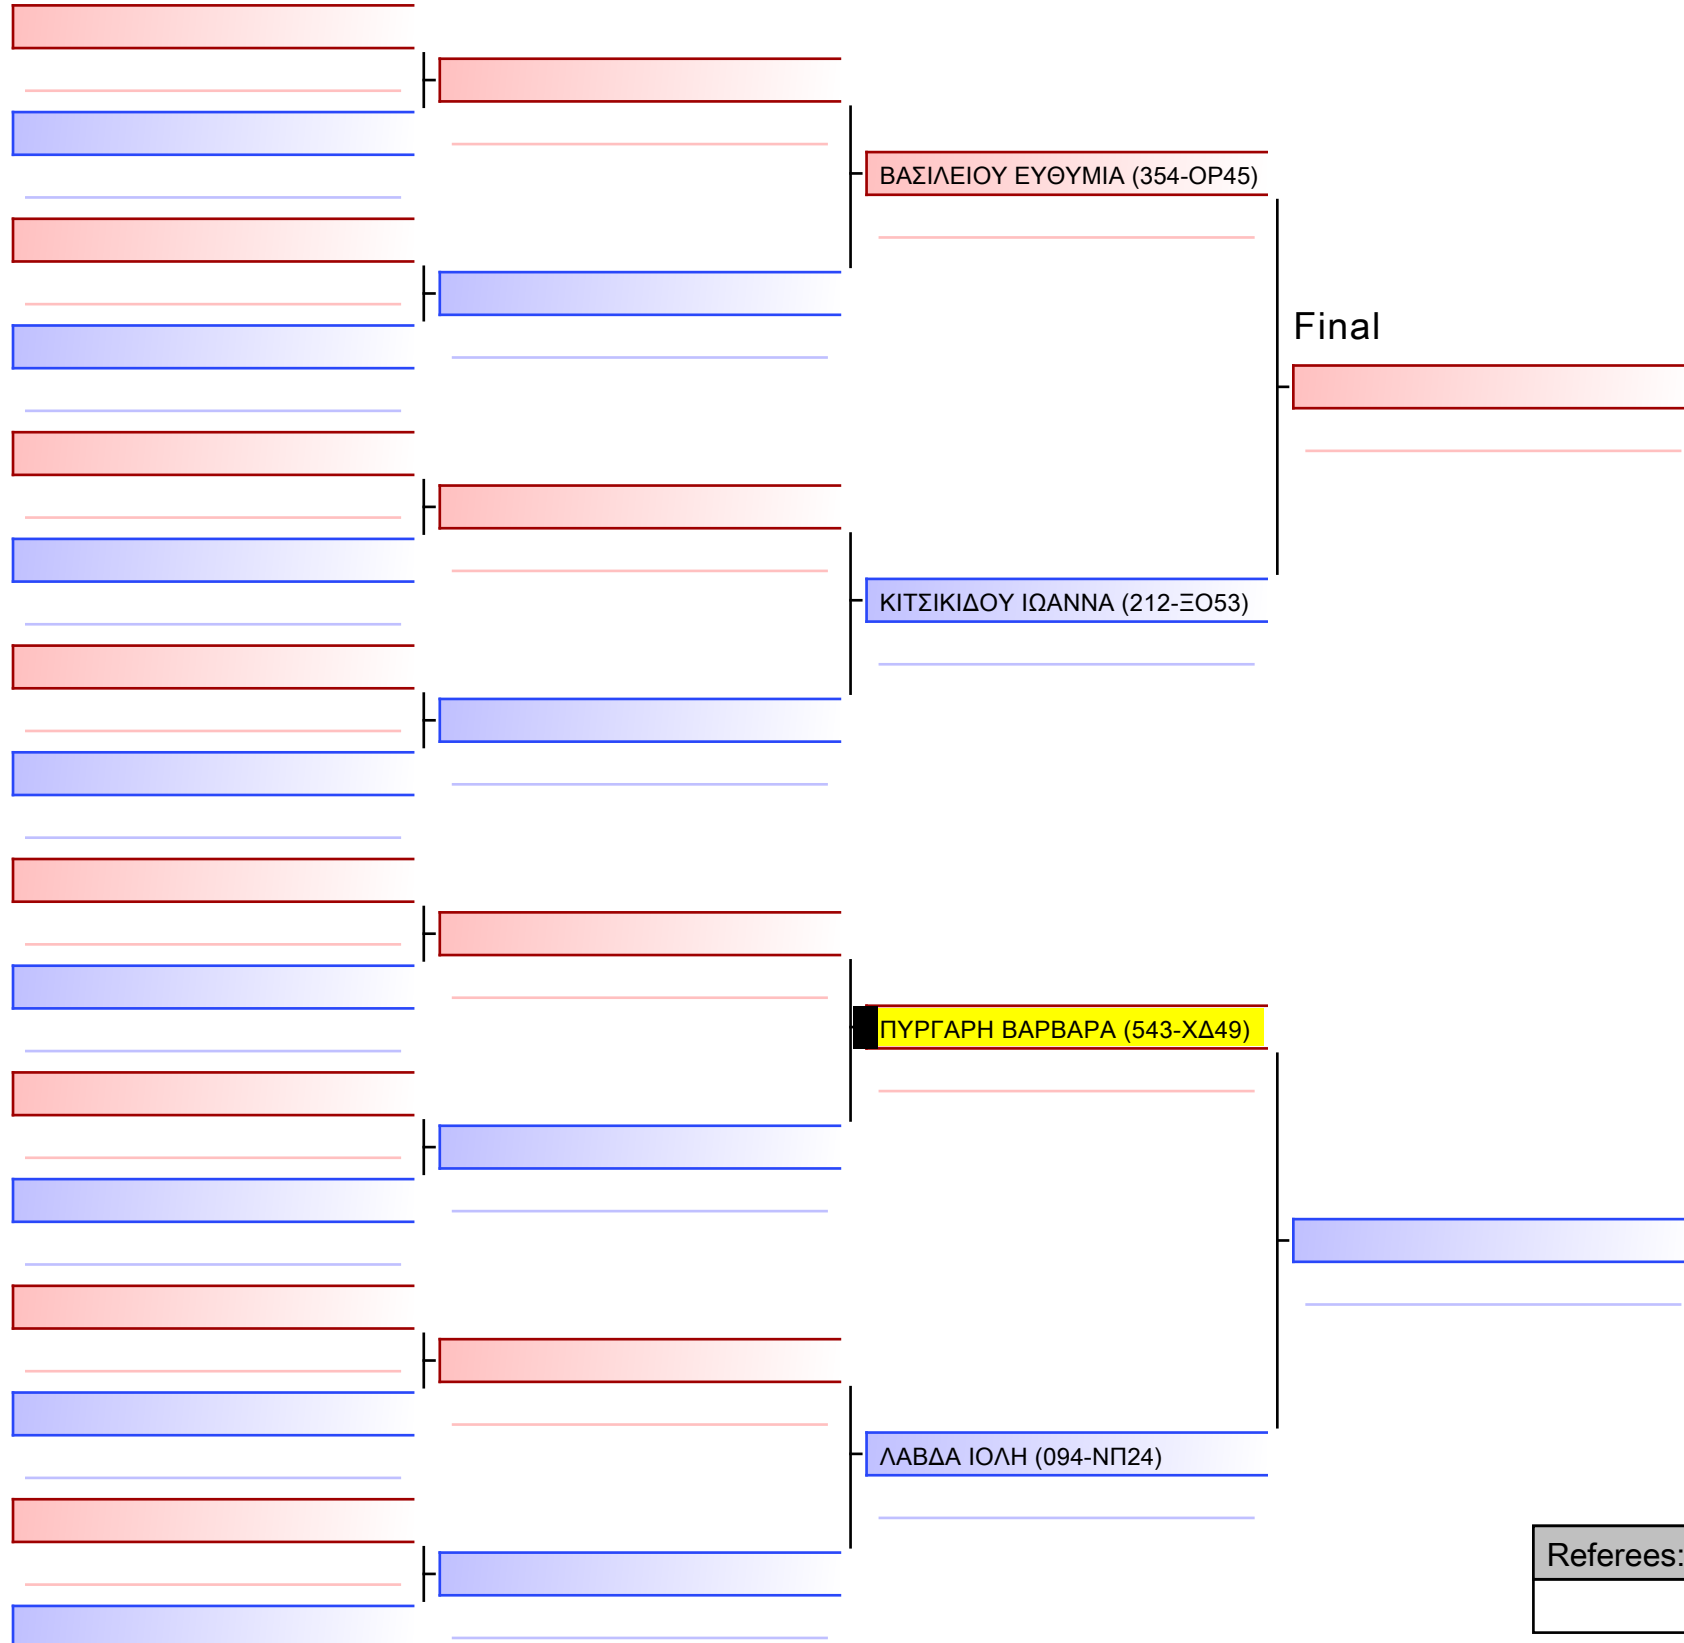 ΒΑΣΙΛΕΙΟΥ ΕΥΘΥΜΙΑ (354-ΟΡ45)
Final
ΚΙΤΣΙΚΙΔΟΥ ΙΩΑΝΝΑ (212-ΞΟ53)
ΠΥΡΓΑΡΗ ΒΑΡΒΑΡΑ (543-ΧΔ49)
ΛΑΒΔΑ ΙΟΛΗ (094-ΝΠ24)
Referees: